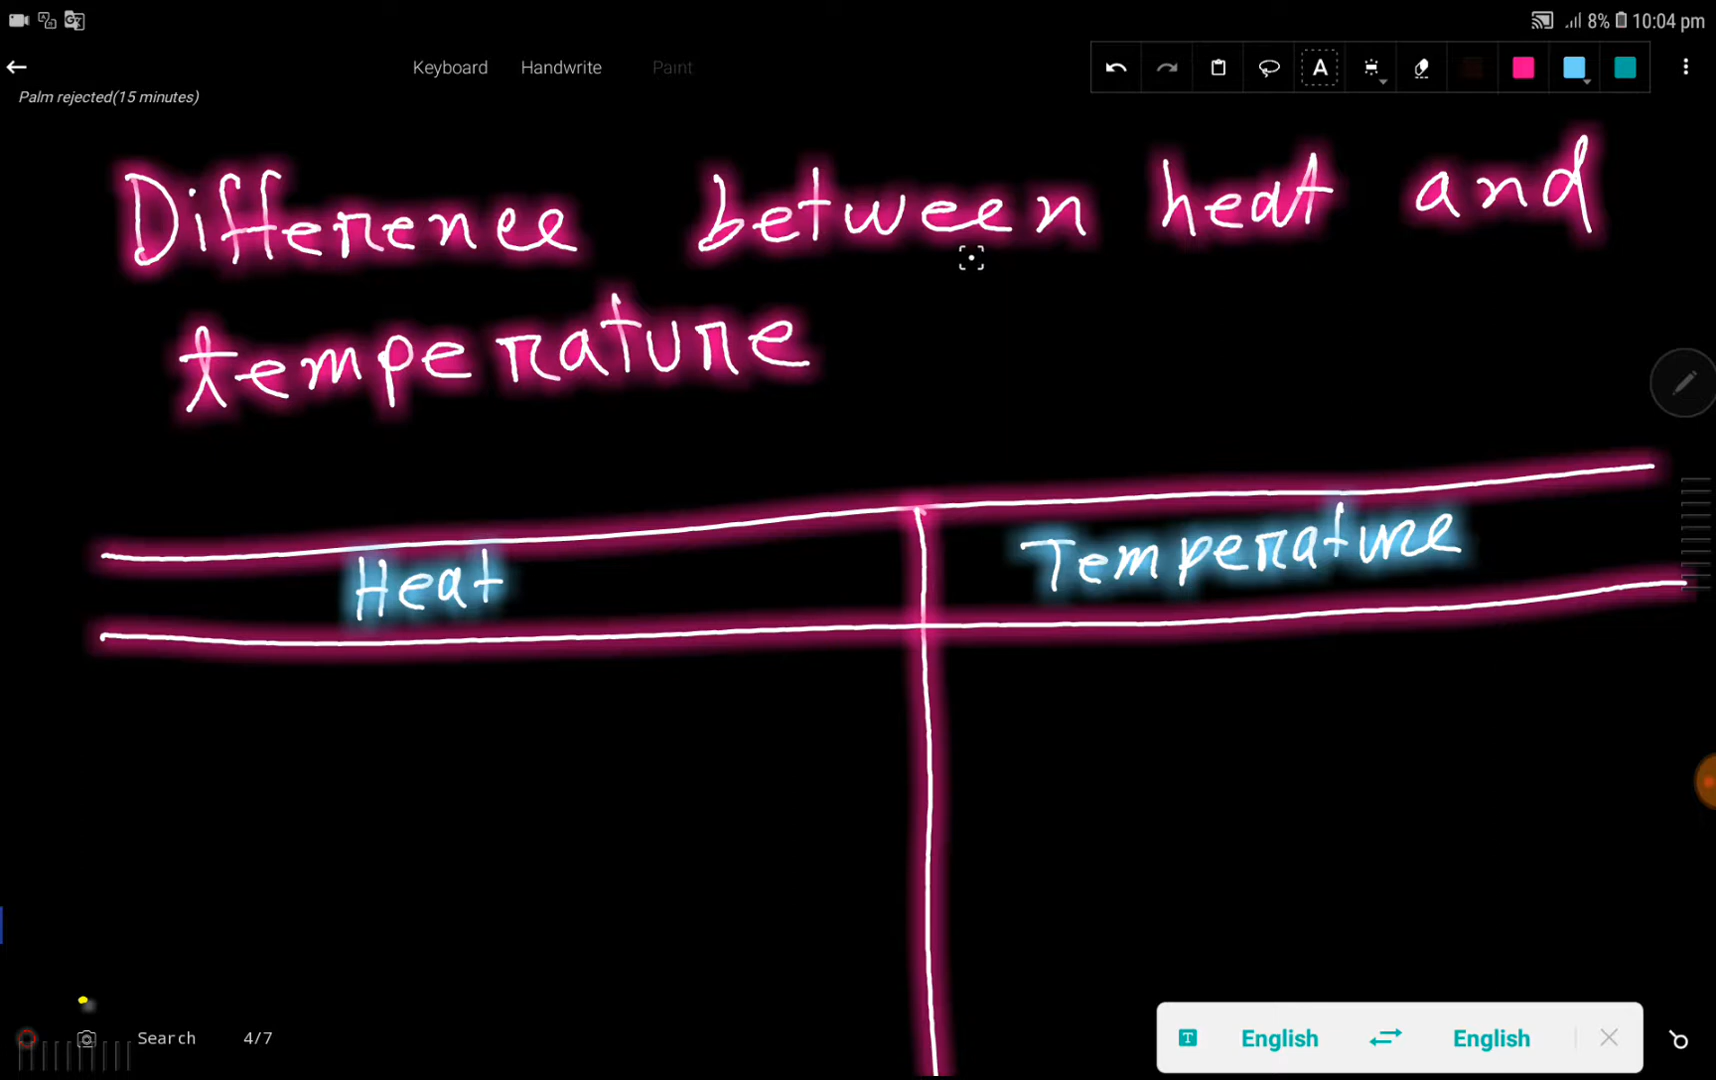 8% 10:04 pm
Keyboard Handwrite Paint
Palm rejected(15 minutes)
A
Difference between heat and
temperature
Heat Temperature
Search 4/7
T English English